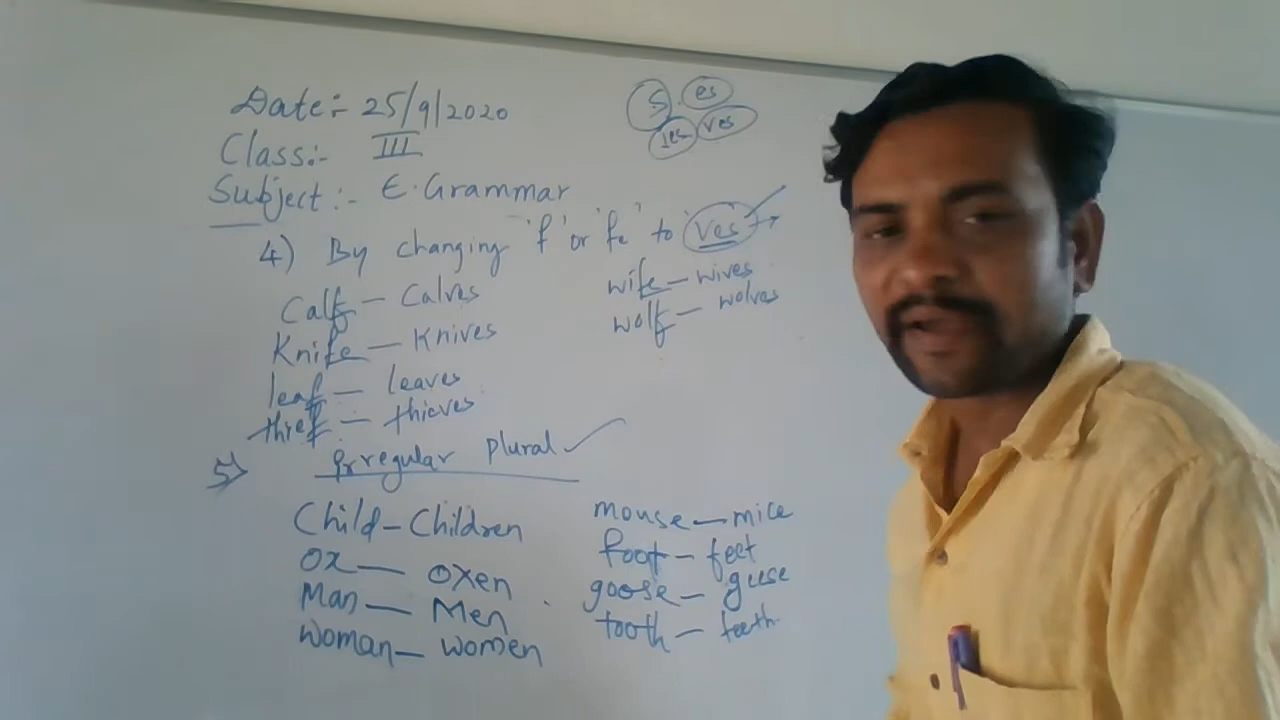 Date:- 25/9/2020
s es
ies ves
Class:- III
Subject:- E. Grammar
4) By changing 'f' or 'fe' to 'ves'
Calf - Calves
Knife - Knives
leaf - leaves
thief - thieves
wife - wives
wolf - wolves
5) Irregular plural
Child - Children
Ox - Oxen
Man - Men
Woman - Women
mouse - mice
foot - feet
goose - geese
tooth - teeth